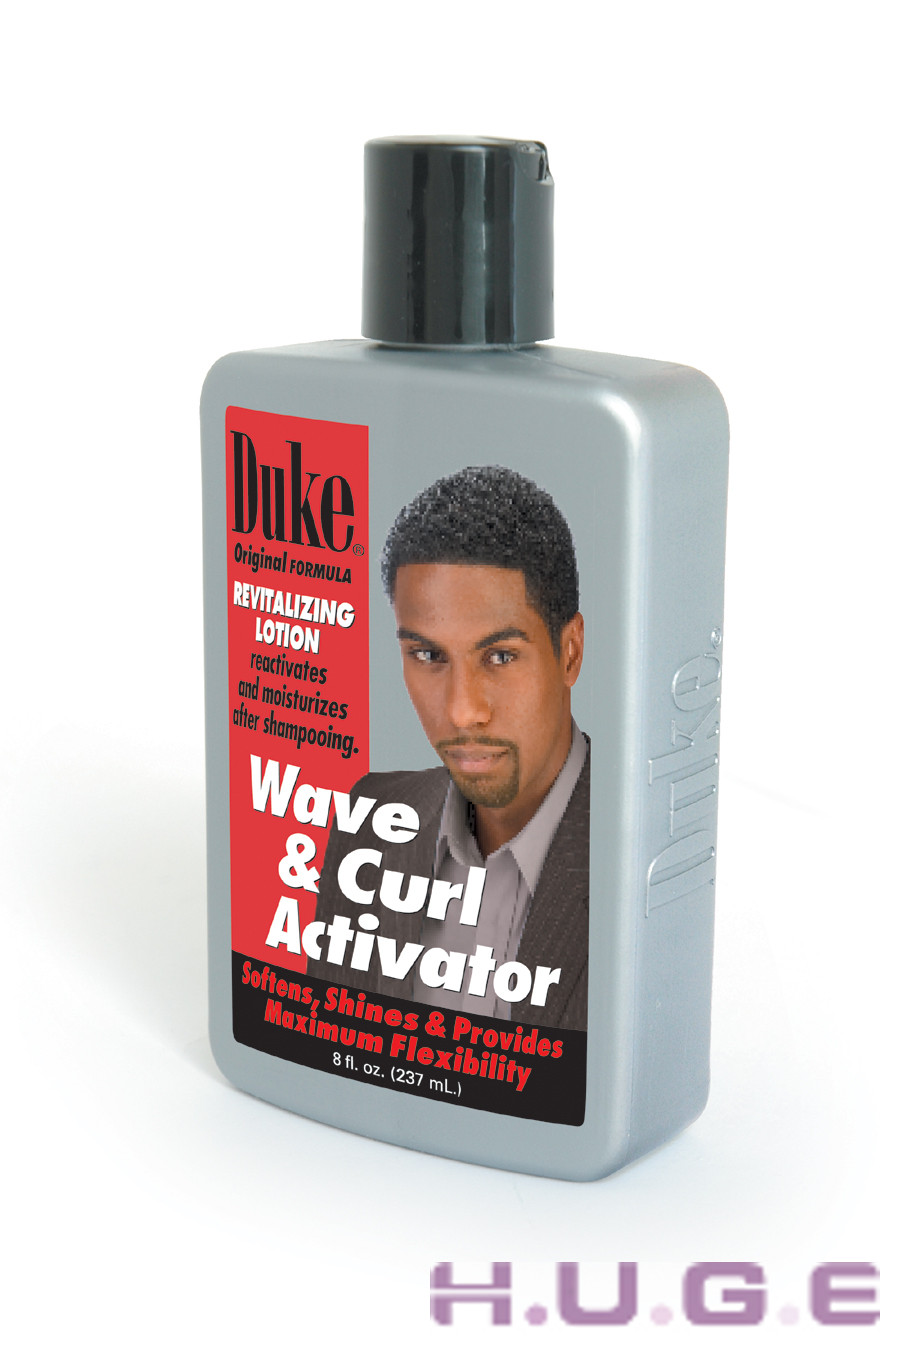 Duke®
Original FORMULA
REVITALIZING
LOTION
reactivates
and moisturizes
after shampooing.
Wave
& Curl
Activator
Softens, Shines & Provides
Maximum Flexibility
8 fl. oz. (237 mL.)
Duke®
H.U.G.E